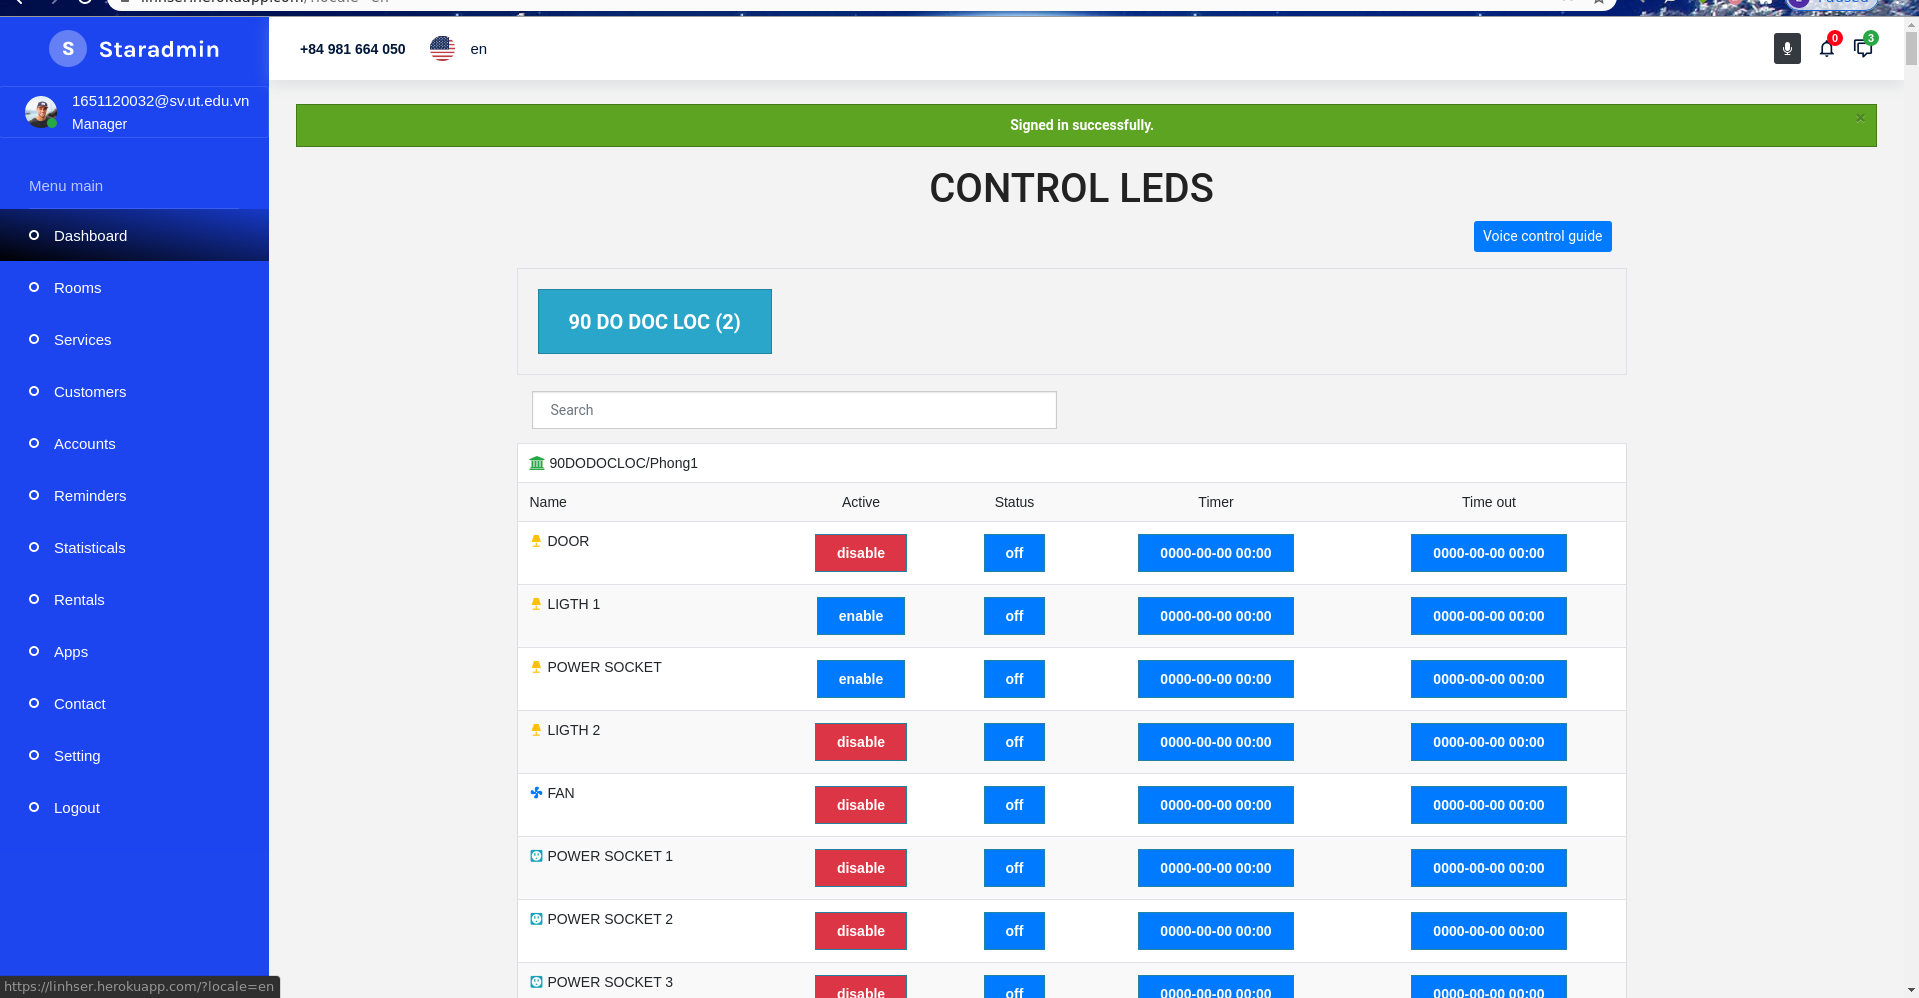 S Staradmin
+84 981 664 050 en 0 3
1651120032@sv.ut.edu.vn
Manager
Signed in successfully. ×
Menu main
CONTROL LEDS
Dashboard
Voice control guide
Rooms
90 DO DOC LOC (2)
Services
Customers
Search
Accounts
90DODOCLOC/Phong1
Reminders
Name Active Status Timer Time out
Statisticals
DOOR disable off 0000-00-00 00:00 0000-00-00 00:00
Rentals
LIGTH 1 enable off 0000-00-00 00:00 0000-00-00 00:00
Apps
POWER SOCKET enable off 0000-00-00 00:00 0000-00-00 00:00
Contact
LIGTH 2 disable off 0000-00-00 00:00 0000-00-00 00:00
Setting
FAN disable off 0000-00-00 00:00 0000-00-00 00:00
Logout
POWER SOCKET 1 disable off 0000-00-00 00:00 0000-00-00 00:00
POWER SOCKET 2 disable off 0000-00-00 00:00 0000-00-00 00:00
POWER SOCKET 3 disable off 0000-00-00 00:00 0000-00-00 00:00
https://linhser.herokuapp.com/?locale=en